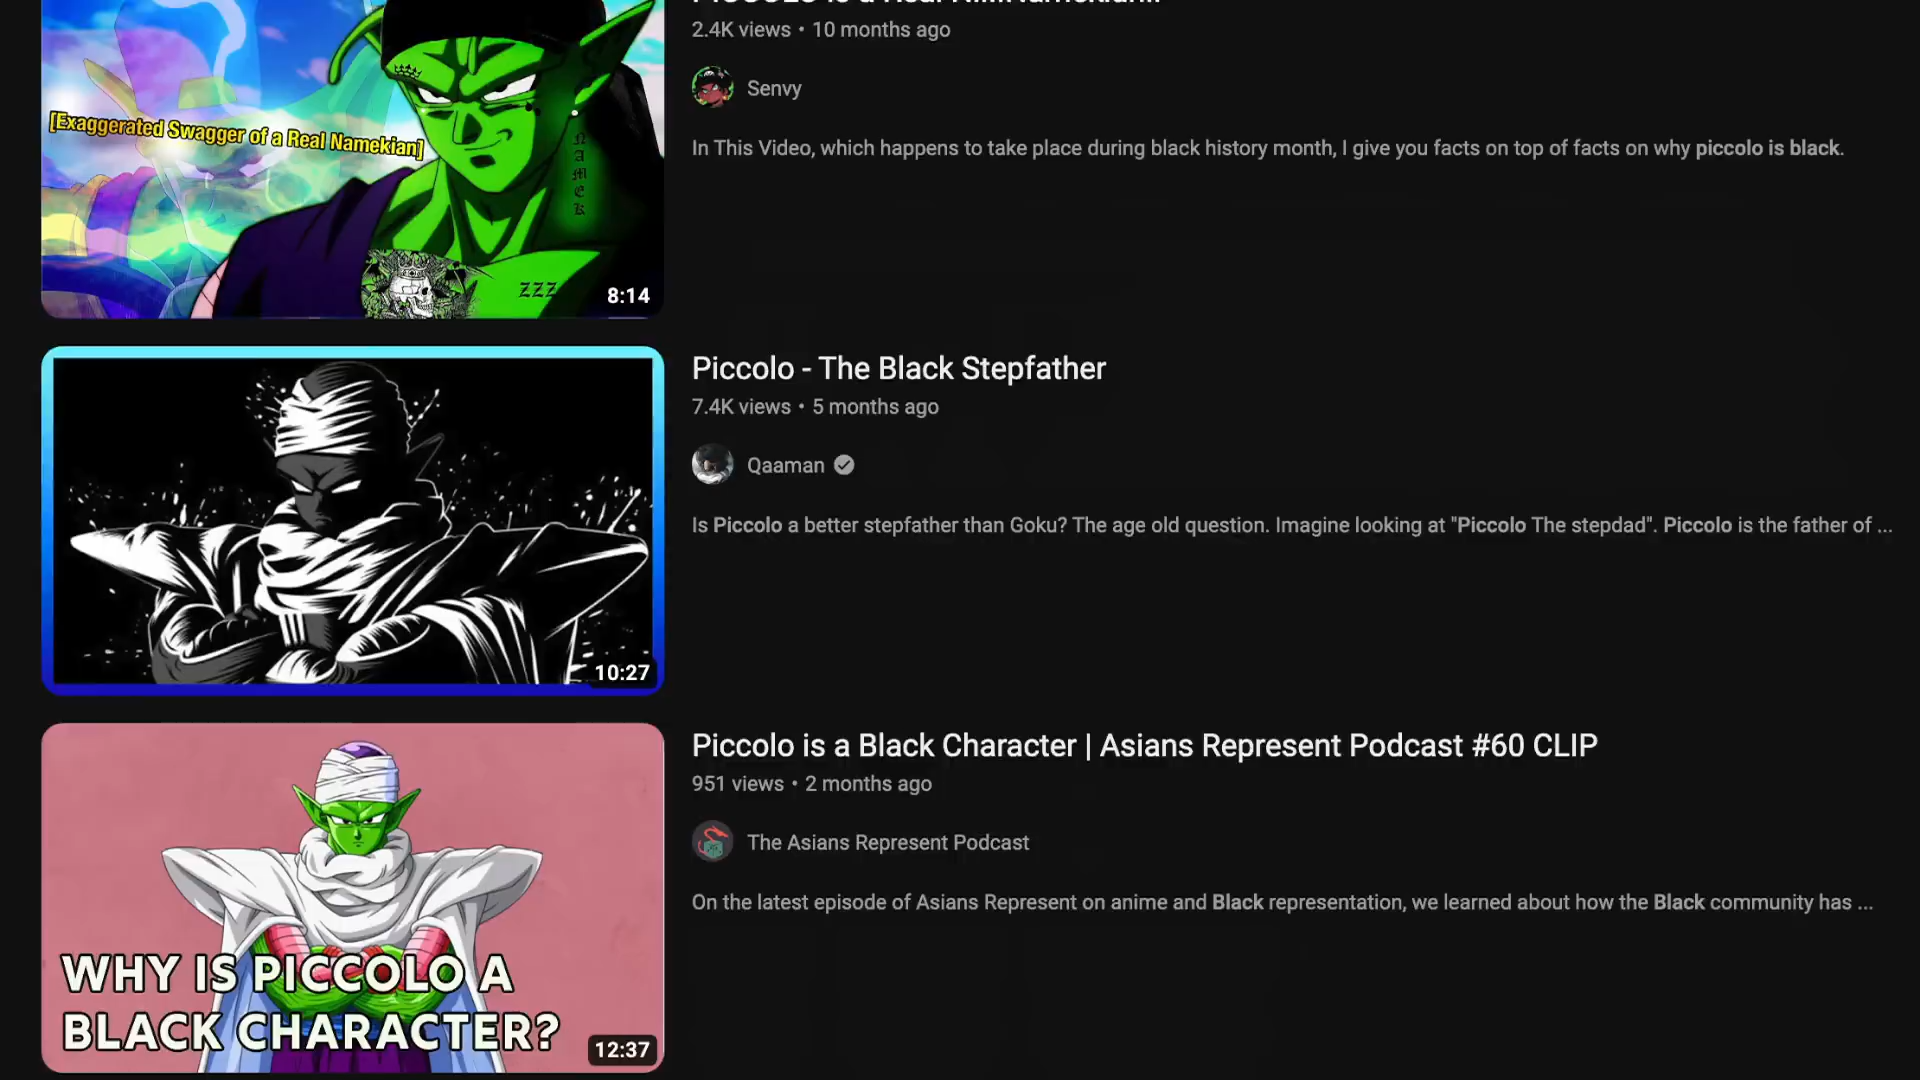 2.4K views • 10 months ago
Senvy
[Exaggerated Swagger of a Real Namekian]
In This Video, which happens to take place during black history month, I give you facts on top of facts on why piccolo is black.
NAMEK
ZZZ
8:14
Piccolo - The Black Stepfather
7.4K views • 5 months ago
Qaaman
Is Piccolo a better stepfather than Goku? The age old question. Imagine looking at "Piccolo The stepdad". Piccolo is the father of ...
10:27
Piccolo is a Black Character | Asians Represent Podcast #60 CLIP
951 views • 2 months ago
The Asians Represent Podcast
On the latest episode of Asians Represent on anime and Black representation, we learned about how the Black community has ...
WHY IS PICCOLO A
BLACK CHARACTER?
12:37